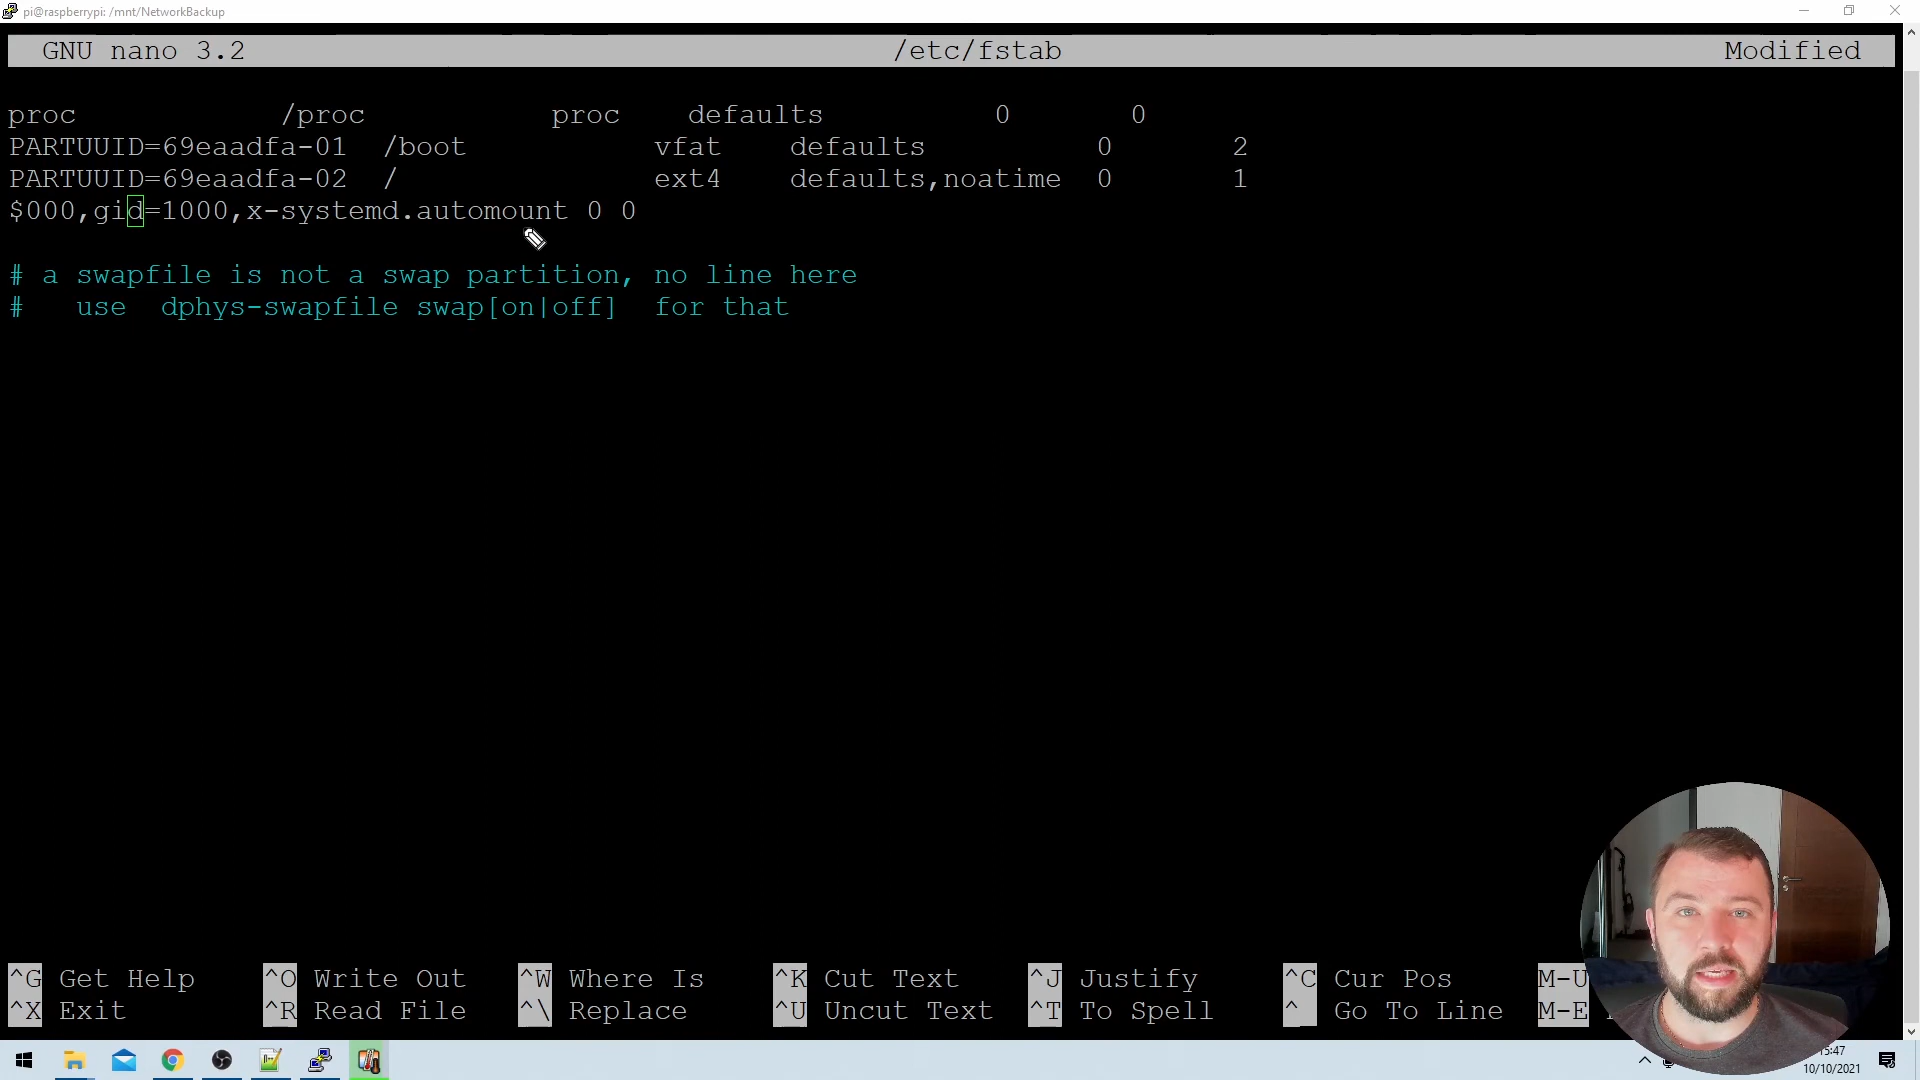 pi@raspberrypi: /mnt/NetworkBackup
GNU nano 3.2 /etc/fstab Modified
proc /proc proc defaults 0 0
PARTUUID=69eaadfa-01 /boot vfat defaults 0 2
PARTUUID=69eaadfa-02 / ext4 defaults,noatime 0 1
$000,gid=1000,x-systemd.automount 0 0
# a swapfile is not a swap partition, no line here
# use dphys-swapfile swap[on|off] for that
^G Get Help ^O Write Out ^W Where Is ^K Cut Text ^J Justify ^C Cur Pos M-U
^X Exit ^R Read File ^\ Replace ^U Uncut Text ^T To Spell ^_ Go To Line M-E
15:47
10/10/2021